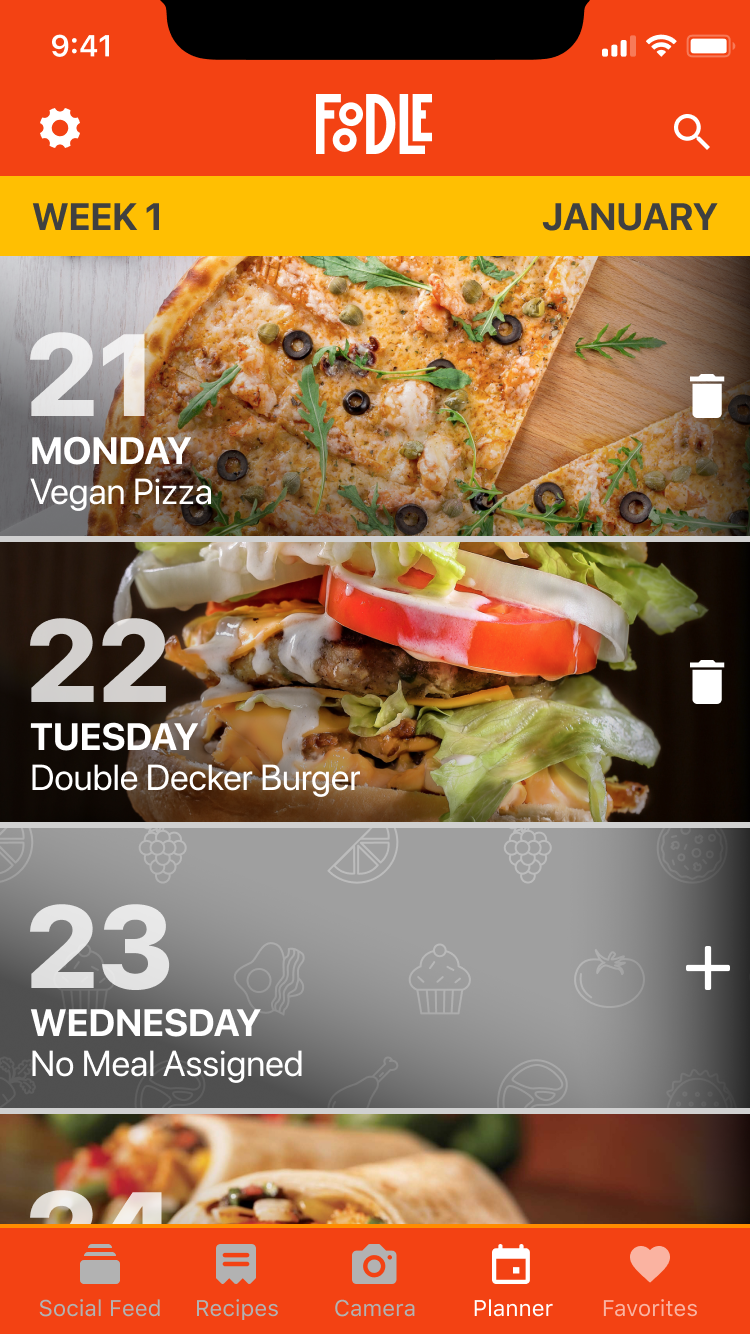 9:41
FOODLE
WEEK 1 JANUARY
21
MONDAY
Vegan Pizza
22
TUESDAY
Double Decker Burger
23
WEDNESDAY
No Meal Assigned
24
Social Feed Recipes Camera Planner Favorites